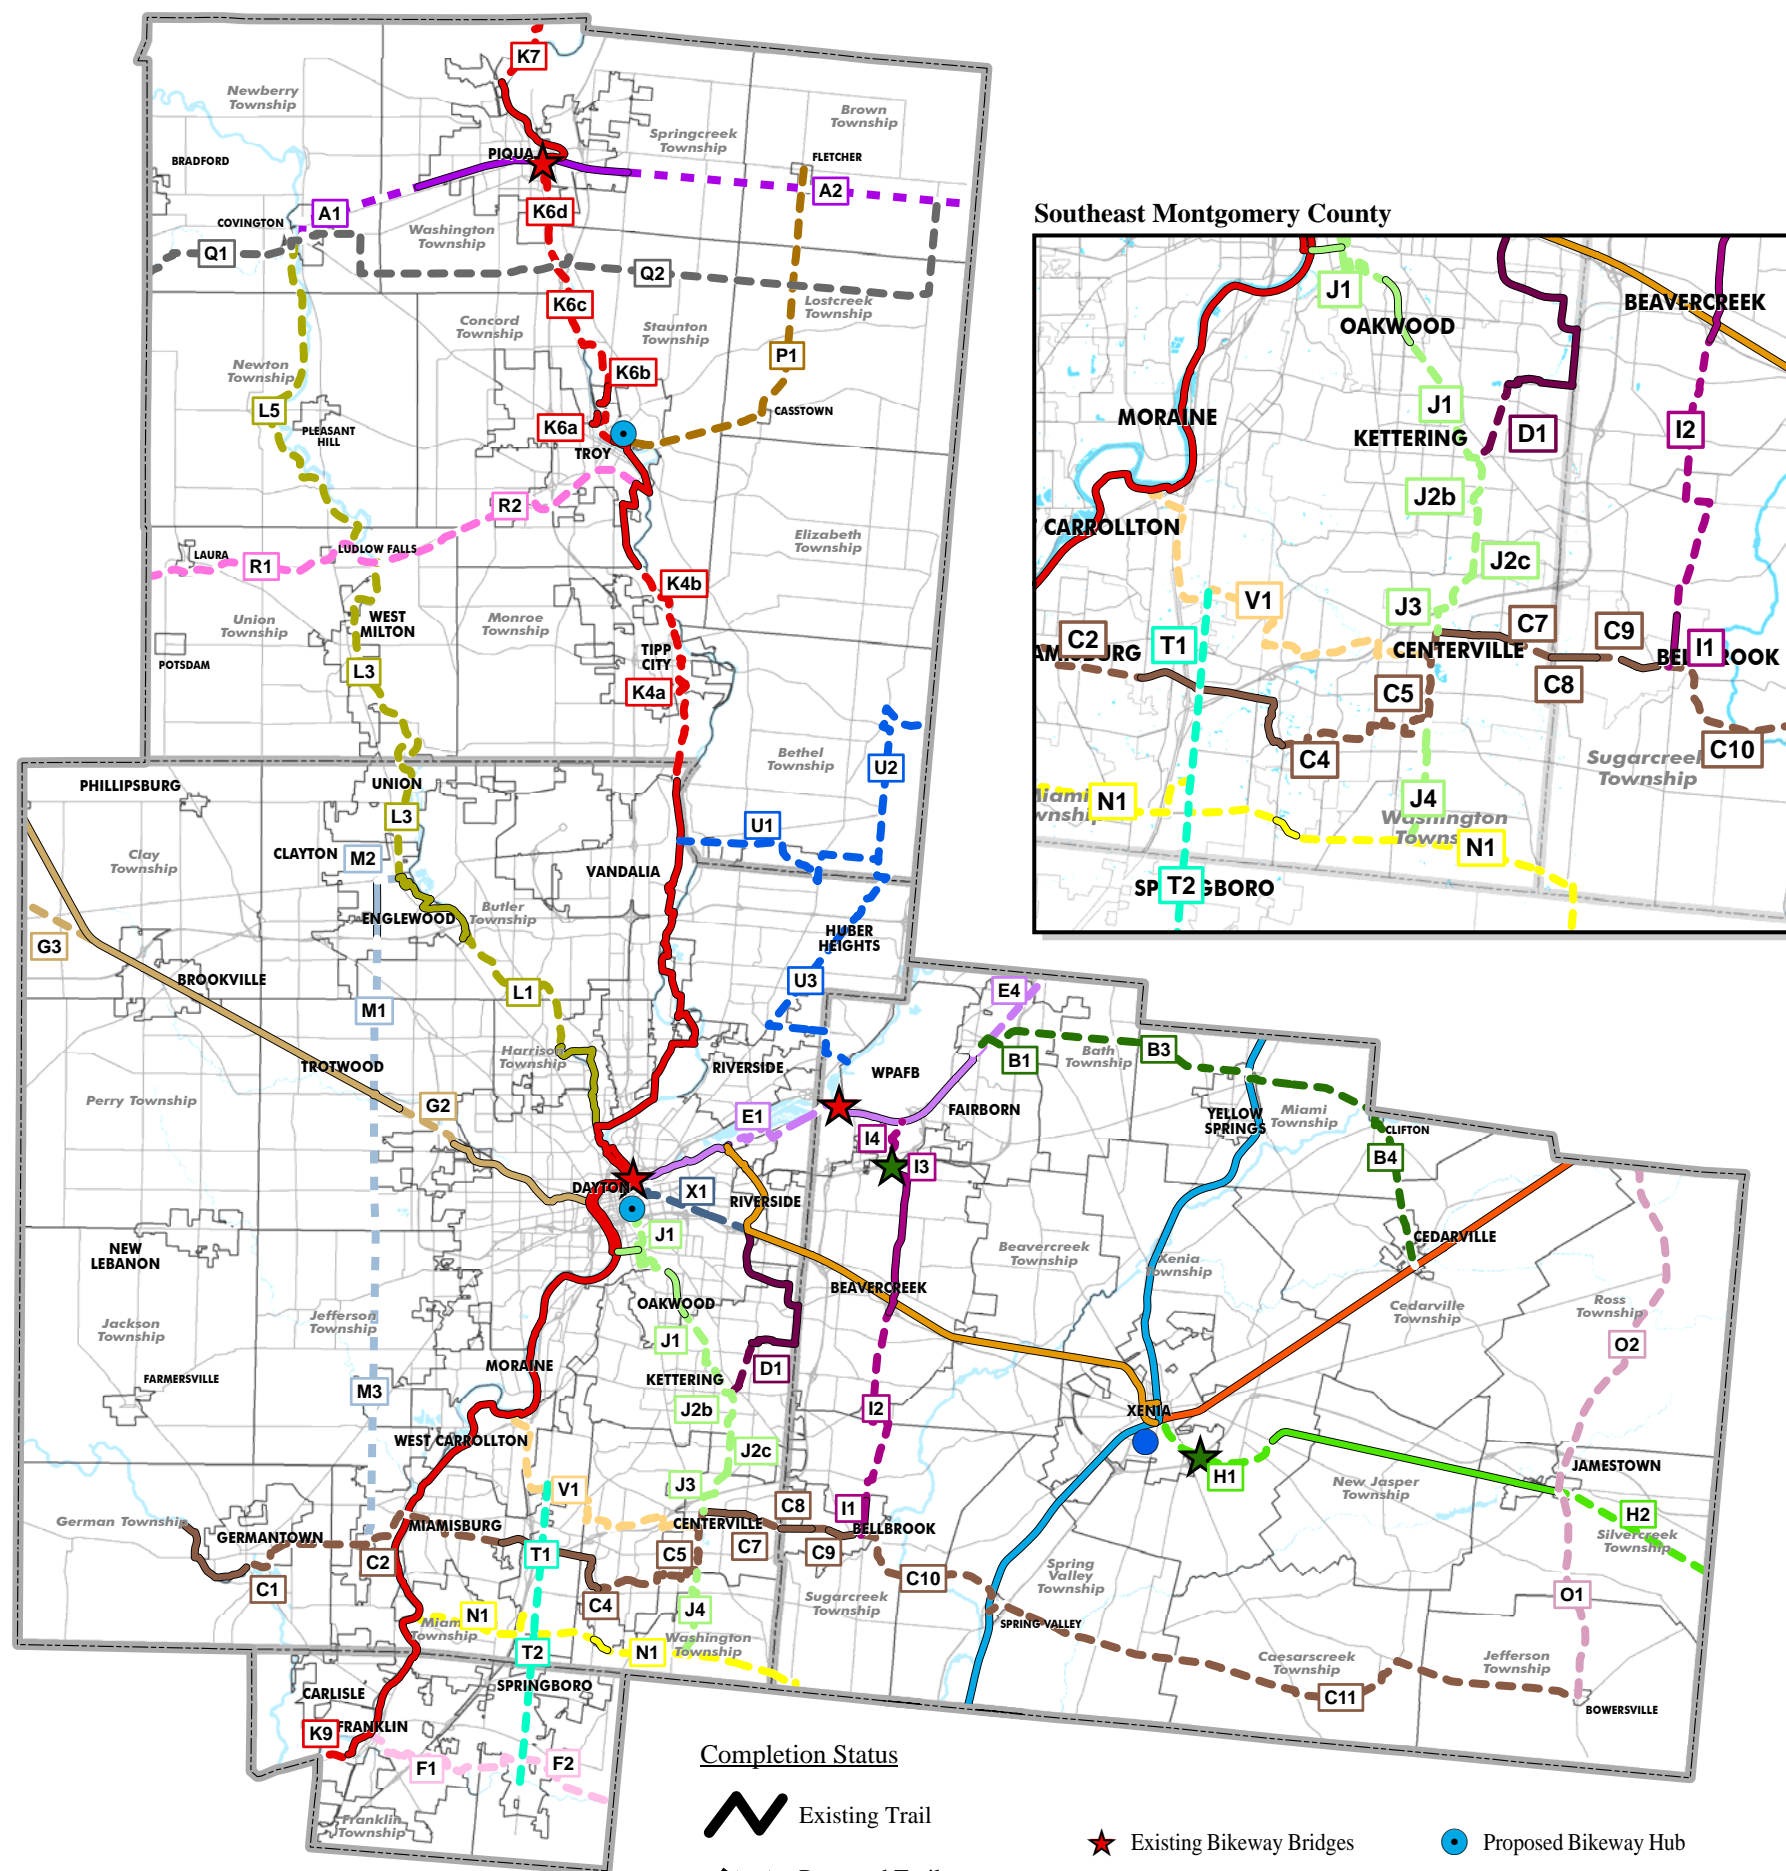 K7
Newberry
Township
Brown
Township
Springcreek
Township
BRADFORD
PIQUA
FLETCHER
A1
A2
K6d
COVINGTON
Washington
Township
Q1
Q2
K6c
Lostcreek
Township
Concord
Township
Staunton
Township
Newton
Township
P1
K6b
L5
PLEASANT
HILL
CASSTOWN
K6a
TROY
R2
Elizabeth
Township
LAURA
LUDLOW FALLS
R1
K4b
Union
Township
WEST
MILTON
Monroe
Township
TIPP
CITY
POTSDAM
L3
K4a
Bethel
Township
U2
PHILLIPSBURG
UNION
L3
U1
Clay
Township
CLAYTON
M2
VANDALIA
Butler
Township
ENGLEWOOD
G3
HUBER
HEIGHTS
BROOKVILLE
L1
U3
E4
M1
Harrison
Township
TROTWOOD
RIVERSIDE
WPAFB
B1
Bath
Township
B3
Perry Township
G2
E1
FAIRBORN
YELLOW
SPRINGS
Miami
Township
CLIFTON
I4
I3
B4
DAYTON
X1
RIVERSIDE
J1
NEW
LEBANON
Beavercreek
Township
Xenia
Township
CEDARVILLE
BEAVERCREEK
OAKWOOD
Cedarville
Township
Ross
Township
Jackson
Township
Jefferson
Township
J1
O2
MORAINE
D1
FARMERSVILLE
M3
KETTERING
J2b
I2
XENIA
WEST CARROLLTON
J2c
JAMESTOWN
H1
New Jasper
Township
V1
J3
C8
I1
H2
German Township
GERMANTOWN
MIAMISBURG
CENTERVILLE
BELLBROOK
Silvercreek
Township
C2
T1
C5
C7
C9
C1
C10
Spring
Valley
Township
C4
Sugarcreek
Township
O1
N1
J4
Miami
Township
Washington
Township
SPRING VALLEY
T2
N1
Caesarscreek
Township
Jefferson
Township
SPRINGBORO
CARLISLE
C11
BOWERSVILLE
K9
FRANKLIN
F1
F2
Franklin
Township
Southeast Montgomery County
J1
BEAVERCREEK
OAKWOOD
J1
MORAINE
KETTERING
D1
I2
J2b
CARROLLTON
J2c
V1
J3
C7
C9
C2
T1
CENTERVILLE
I1
C5
C8
C4
Sugarcreek
Township
C10
N1
J4
Washington
N1
T2
Completion Status
Existing Trail
Existing Bikeway Bridges
Proposed Bikeway Hub